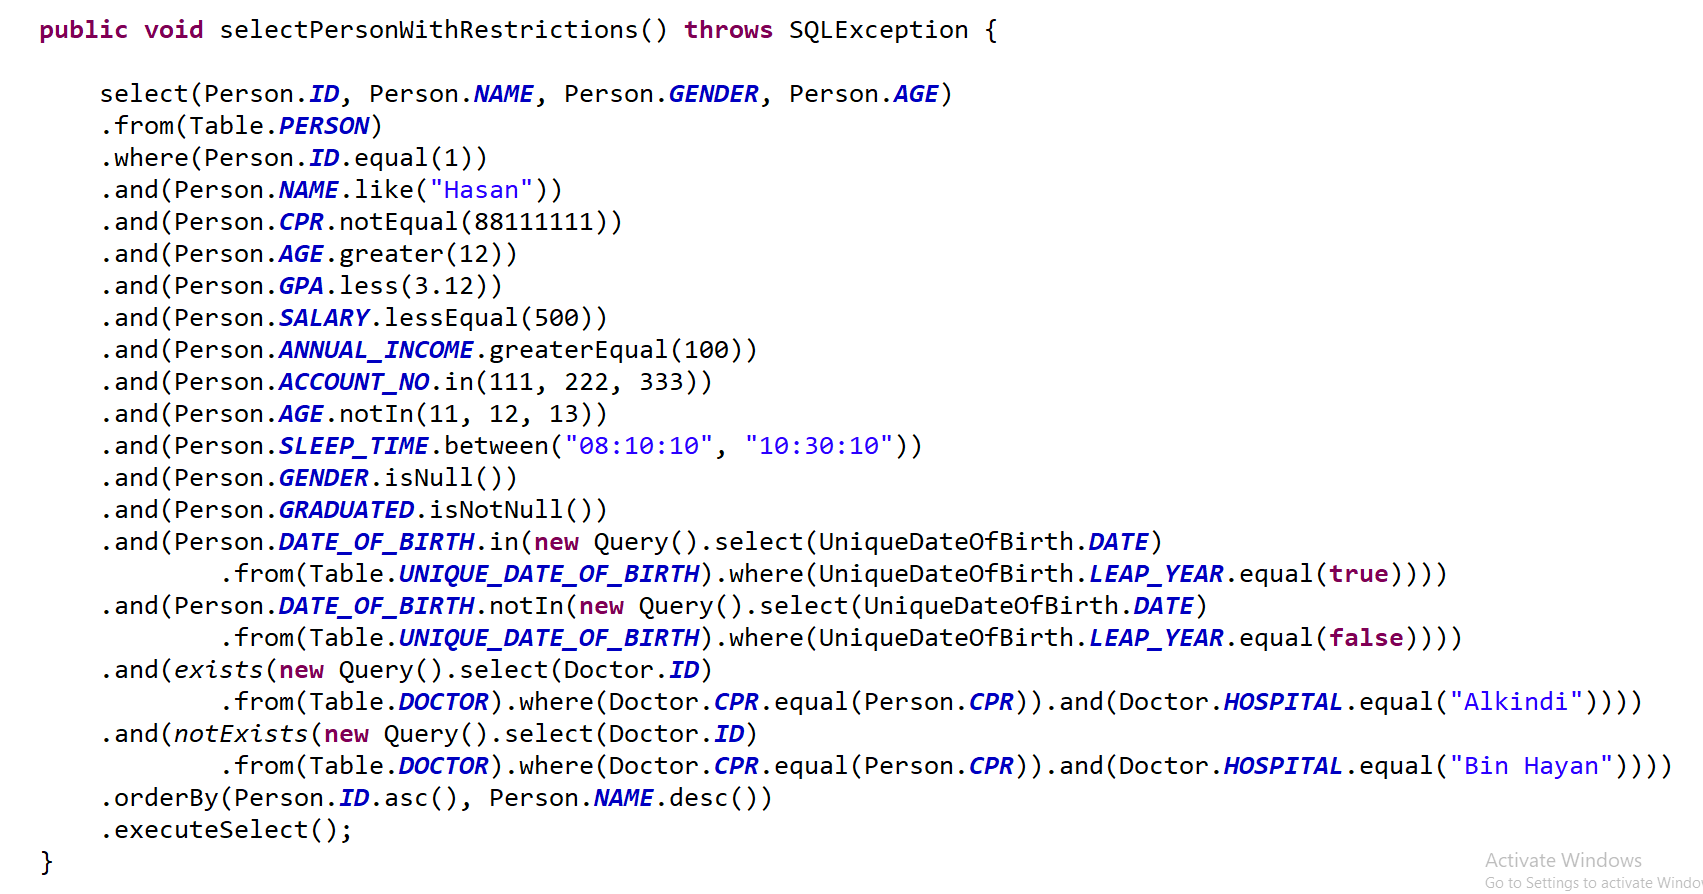 public void selectPersonWithRestrictions() throws SQLException {
select(Person.ID, Person.NAME, Person.GENDER, Person.AGE)
.from(Table.PERSON)
.where(Person.ID.equal(1))
.and(Person.NAME.like("Hasan"))
.and(Person.CPR.notEqual(88111111))
.and(Person.AGE.greater(12))
.and(Person.GPA.less(3.12))
.and(Person.SALARY.lessEqual(500))
.and(Person.ANNUAL_INCOME.greaterEqual(100))
.and(Person.ACCOUNT_NO.in(111, 222, 333))
.and(Person.AGE.notIn(11, 12, 13))
.and(Person.SLEEP_TIME.between("08:10:10", "10:30:10"))
.and(Person.GENDER.isNull())
.and(Person.GRADUATED.isNotNull())
.and(Person.DATE_OF_BIRTH.in(new Query().select(UniqueDateOfBirth.DATE)
.from(Table.UNIQUE_DATE_OF_BIRTH).where(UniqueDateOfBirth.LEAP_YEAR.equal(true))))
.and(Person.DATE_OF_BIRTH.notIn(new Query().select(UniqueDateOfBirth.DATE)
.from(Table.UNIQUE_DATE_OF_BIRTH).where(UniqueDateOfBirth.LEAP_YEAR.equal(false))))
.and(exists(new Query().select(Doctor.ID)
.from(Table.DOCTOR).where(Doctor.CPR.equal(Person.CPR)).and(Doctor.HOSPITAL.equal("Alkindi"))))
.and(notExists(new Query().select(Doctor.ID)
.from(Table.DOCTOR).where(Doctor.CPR.equal(Person.CPR)).and(Doctor.HOSPITAL.equal("Bin Hayan"))))
.orderBy(Person.ID.asc(), Person.NAME.desc())
.executeSelect();
}
Activate Windows
Go to Settings to activate Windo